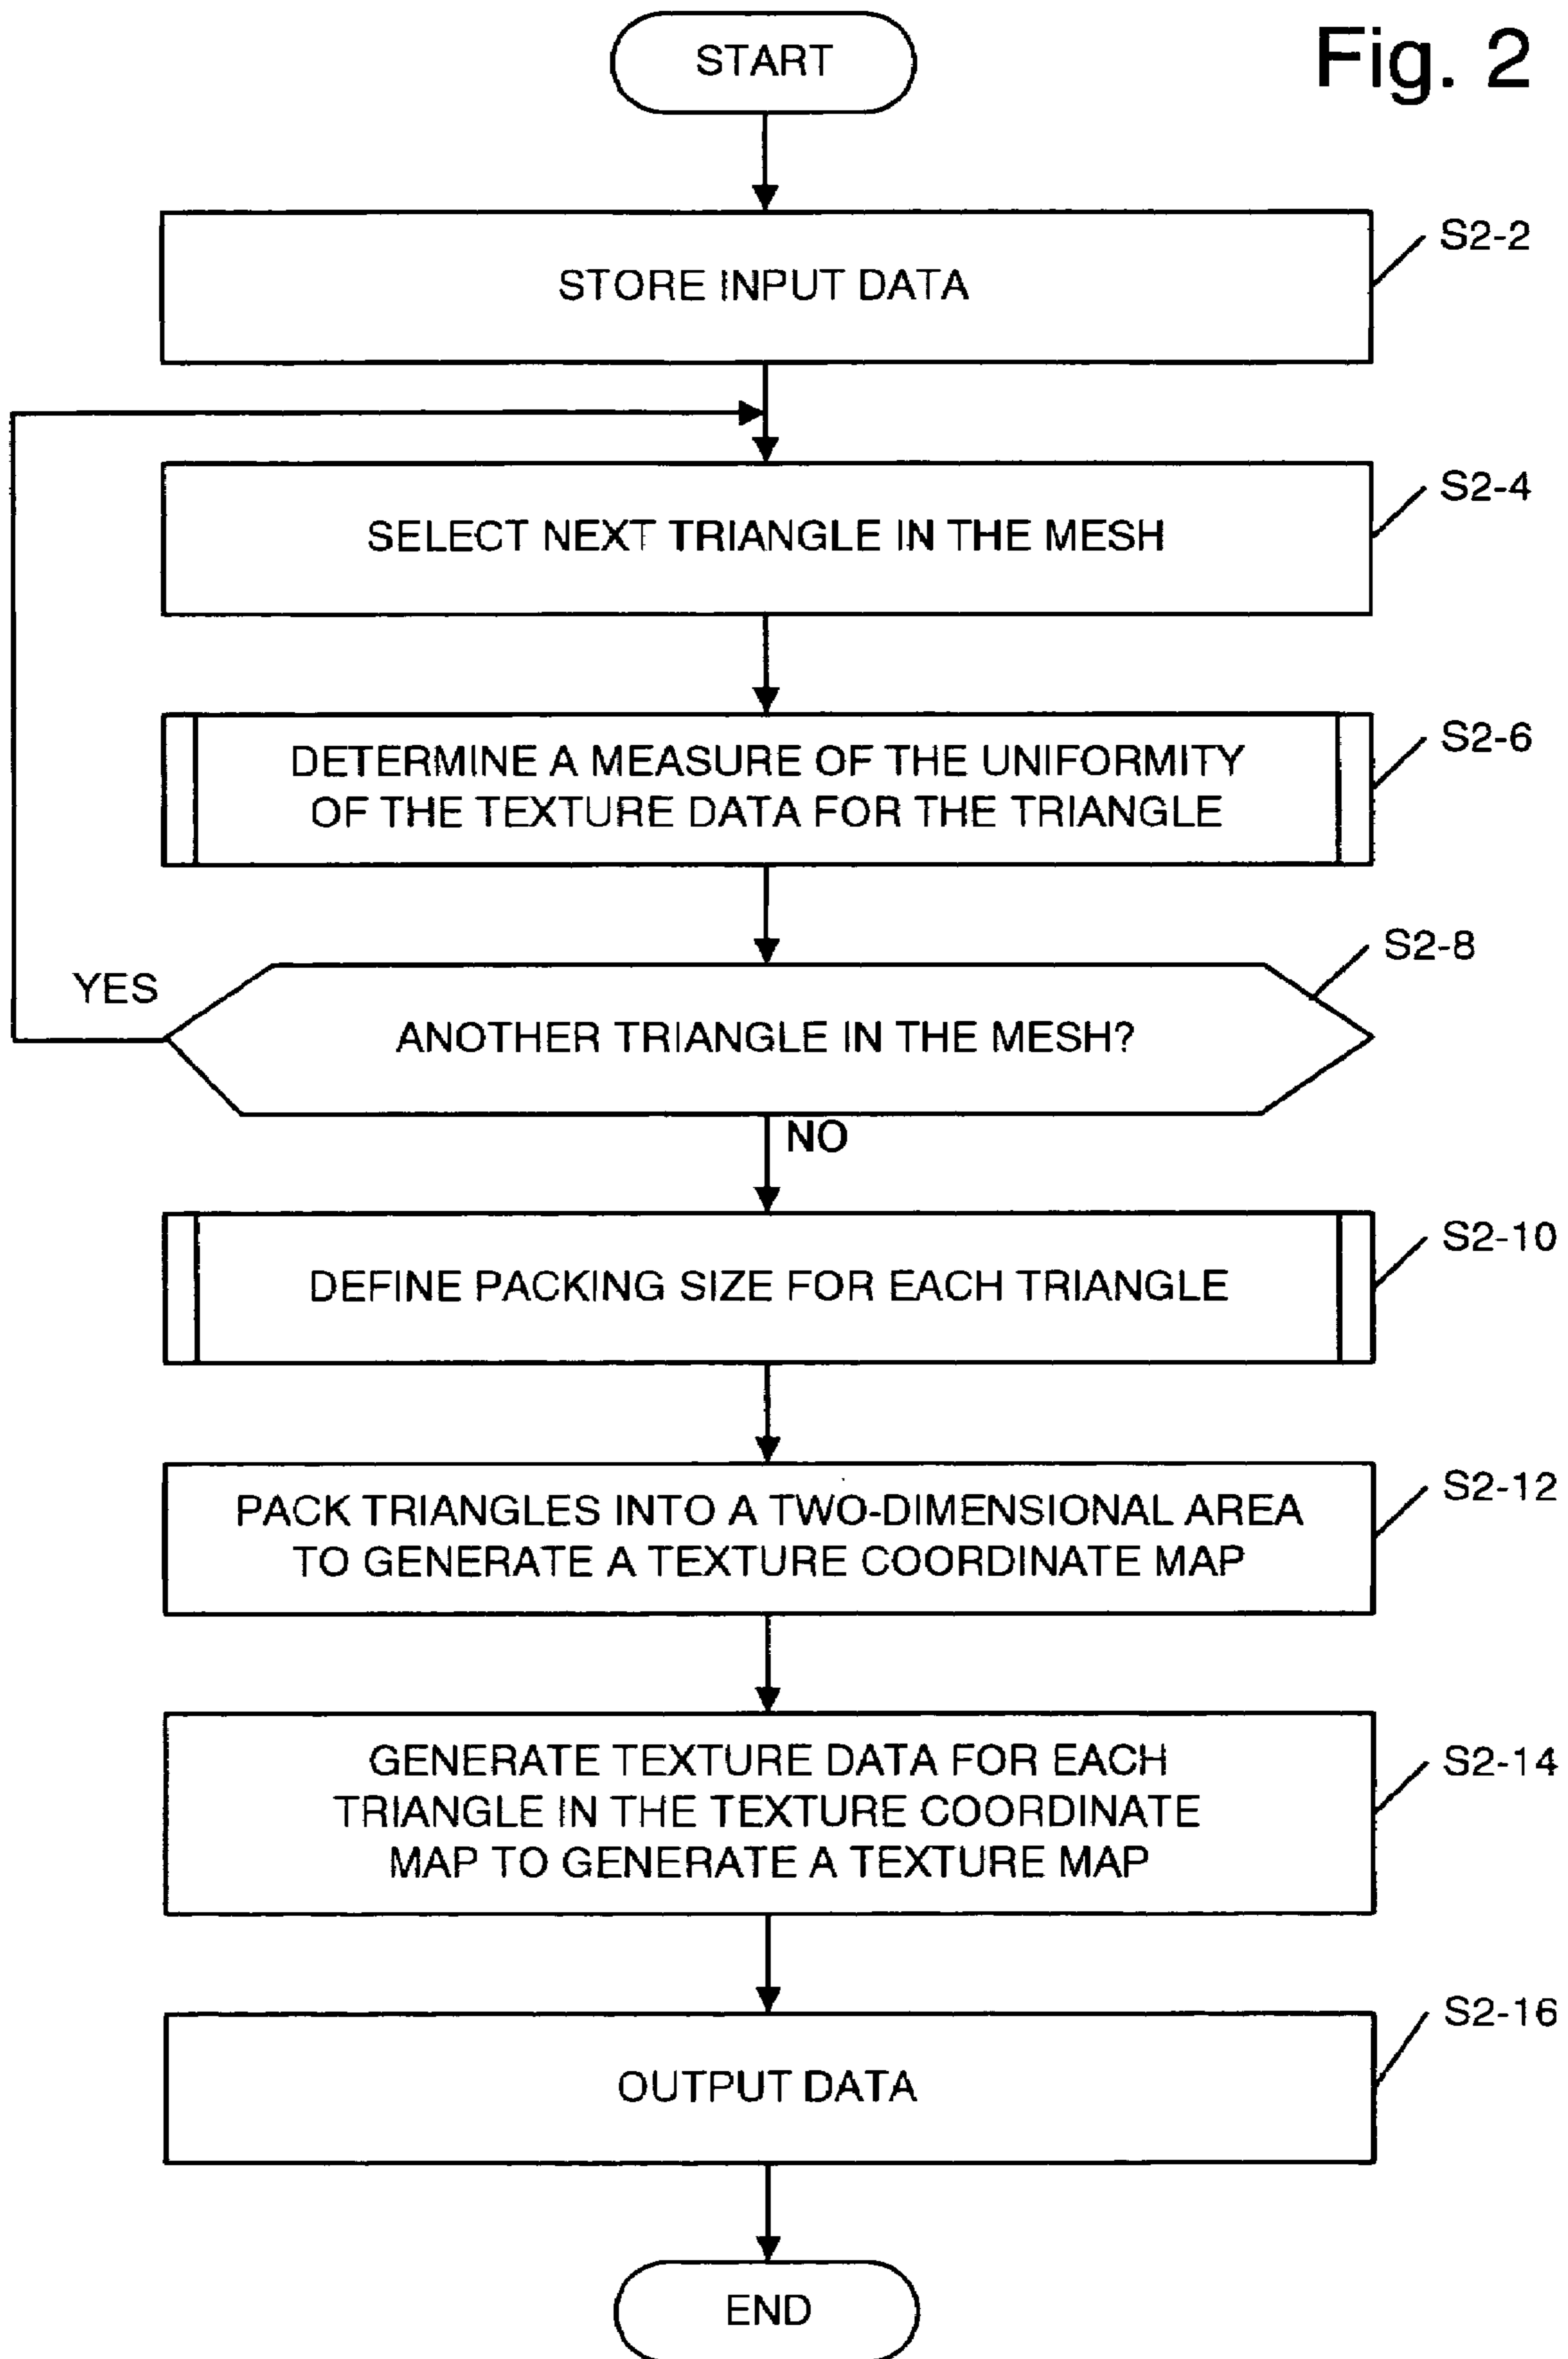 START
Fig. 2
S2-2
STORE INPUT DATA
S2-4
SELECT NEXT TRIANGLE IN THE MESH
S2-6
DETERMINE A MEASURE OF THE UNIFORMITY
OF THE TEXTURE DATA FOR THE TRIANGLE
S2-8
YES
ANOTHER TRIANGLE IN THE MESH?
NO
S2-10
DEFINE PACKING SIZE FOR EACH TRIANGLE
S2-12
PACK TRIANGLES INTO A TWO-DIMENSIONAL AREA
TO GENERATE A TEXTURE COORDINATE MAP
S2-14
GENERATE TEXTURE DATA FOR EACH
TRIANGLE IN THE TEXTURE COORDINATE
MAP TO GENERATE A TEXTURE MAP
S2-16
OUTPUT DATA
END